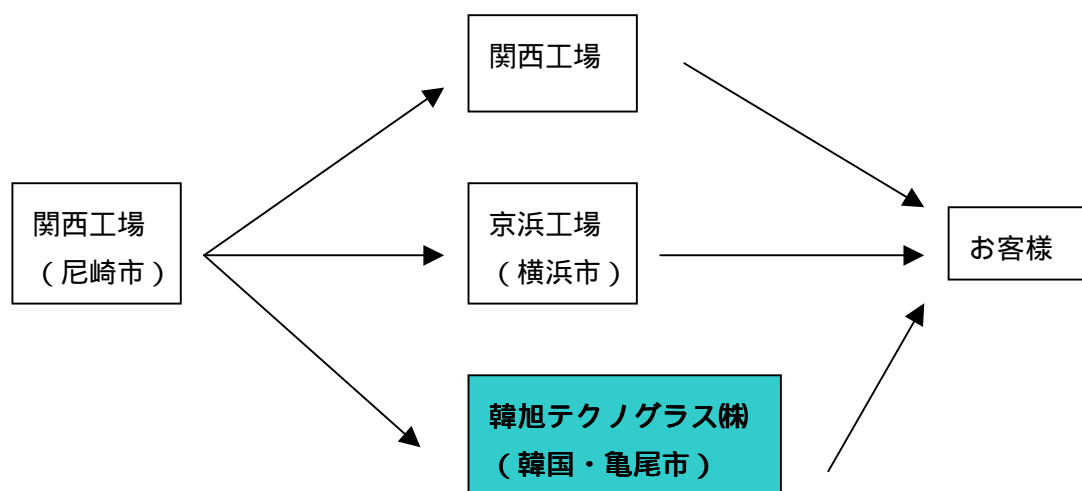 関西工場
関西工場
（尼崎市）
京浜工場
（横浜市）
お客様
韓旭テクノグラス㈱
（韓国・亀尾市）